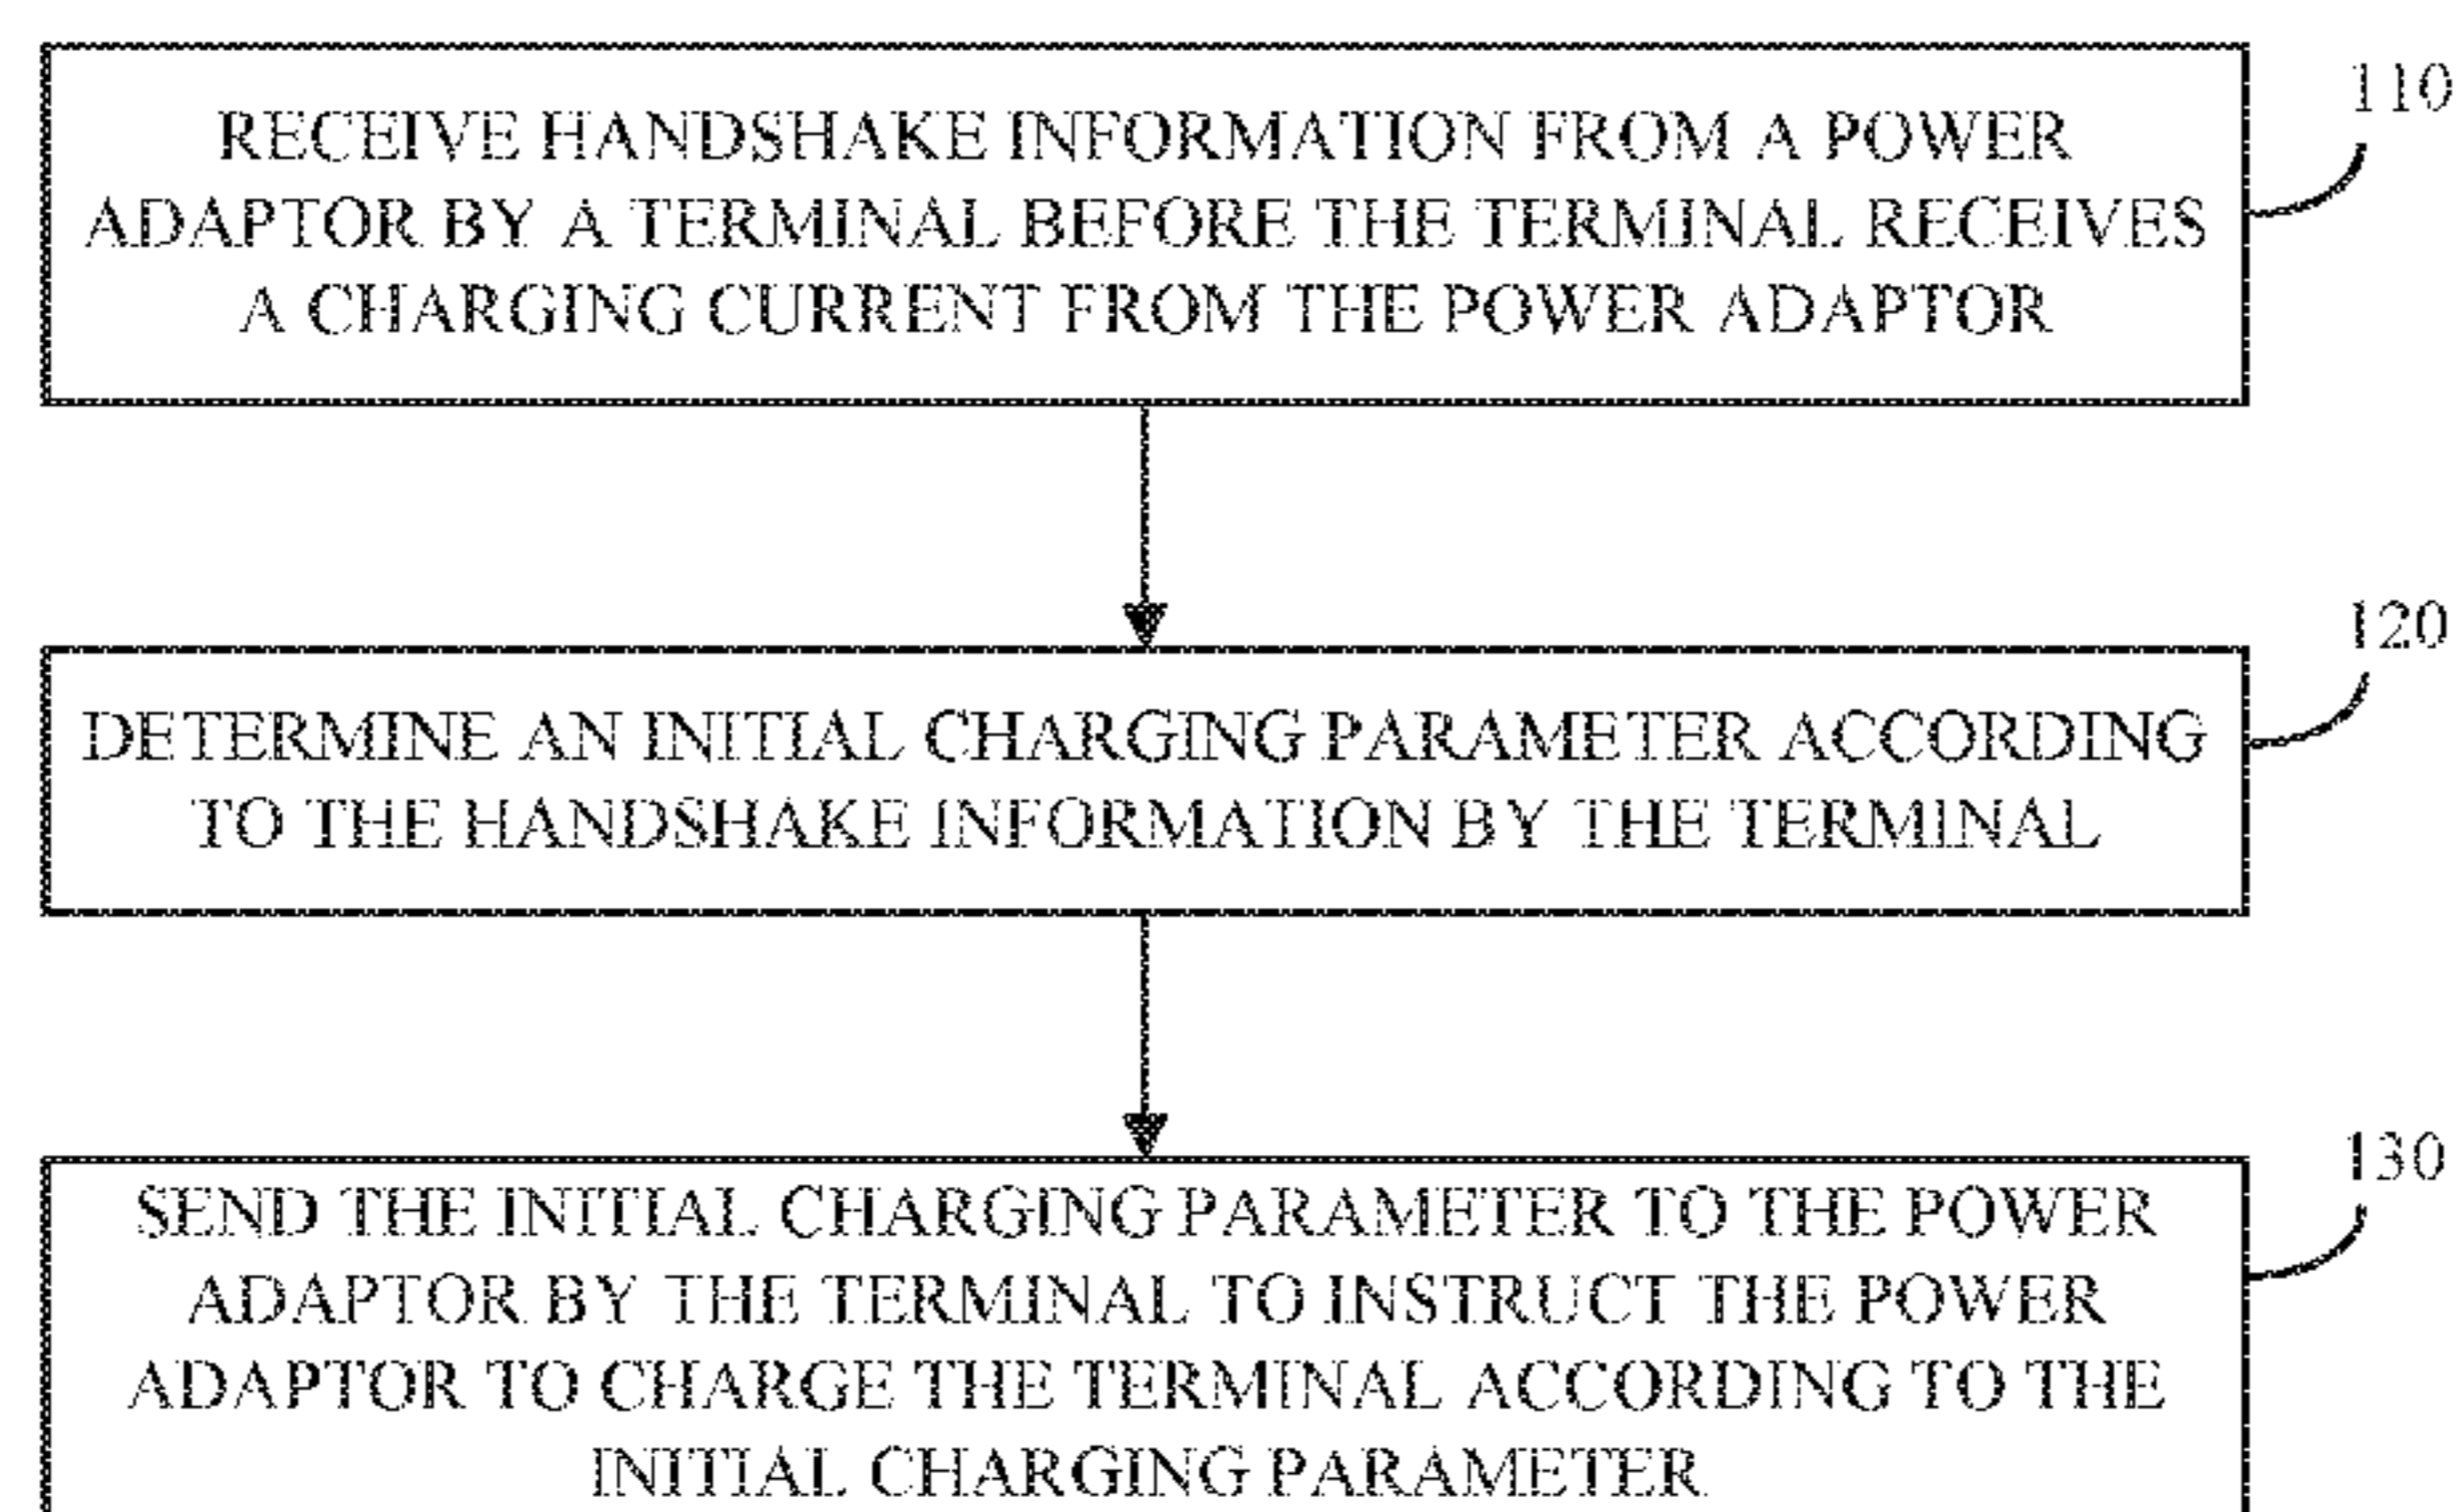 110
RECEIVE HANDSHAKE INFORMATION FROM A POWER
ADAPTOR BY A TERMINAL BEFORE THE TERMINAL RECEIVES
A CHARGING CURRENT FROM THE POWER ADAPTOR
120
DETERMINE AN INITIAL CHARGING PARAMETER ACCORDING
TO THE HANDSHAKE INFORMATION BY THE TERMINAL
130
SEND THE INITIAL CHARGING PARAMETER TO THE POWER
ADAPTOR BY THE TERMINAL TO INSTRUCT THE POWER
ADAPTOR TO CHARGE THE TERMINAL ACCORDING TO THE
INITIAL CHARGING PARAMETER